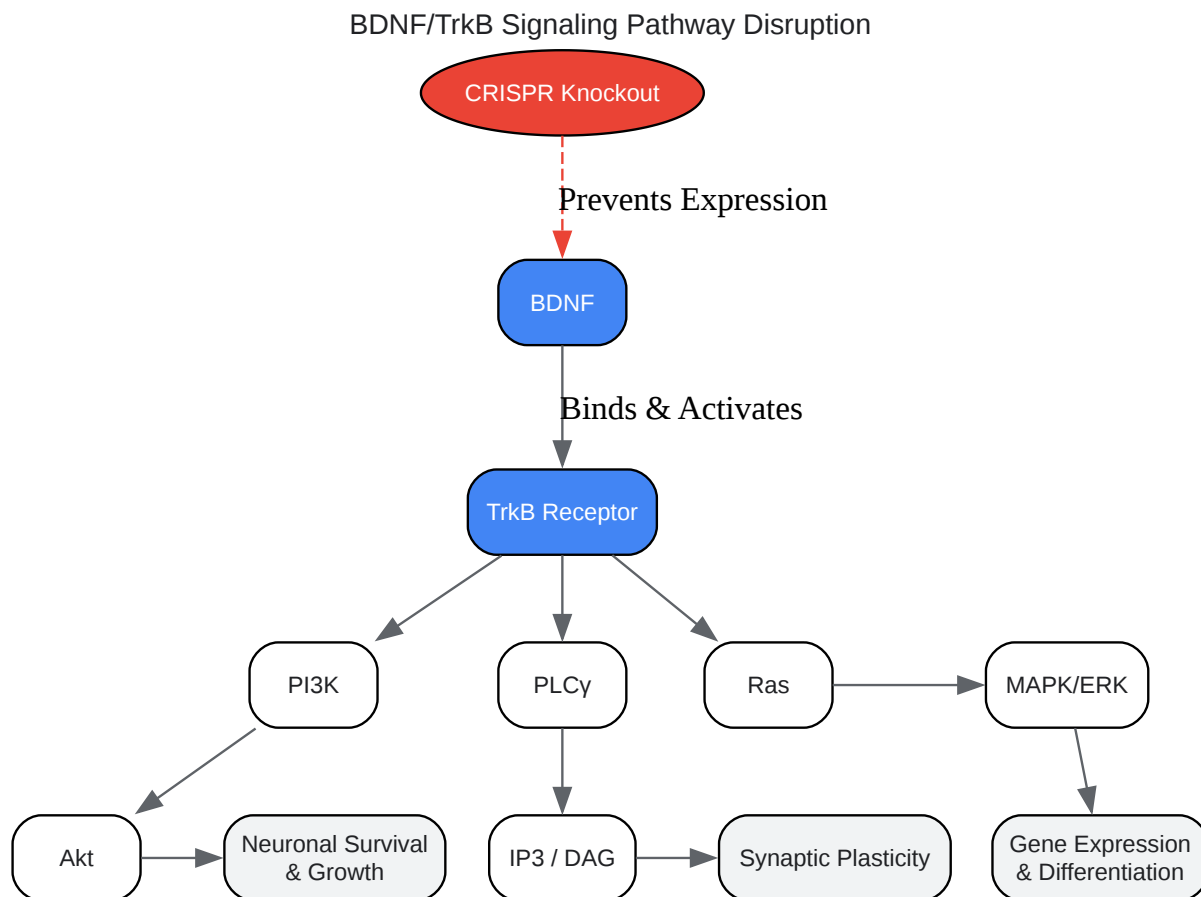 BDNF/TrkB Signaling Pathway Disruption
CRISPR Knockout
Prevents Expression
BDNF
Binds & Activates
TrkB Receptor
PI3K
PLCγ
Ras
MAPK/ERK
Akt
Neuronal Survival
& Growth
IP3 / DAG
Synaptic Plasticity
Gene Expression
& Differentiation